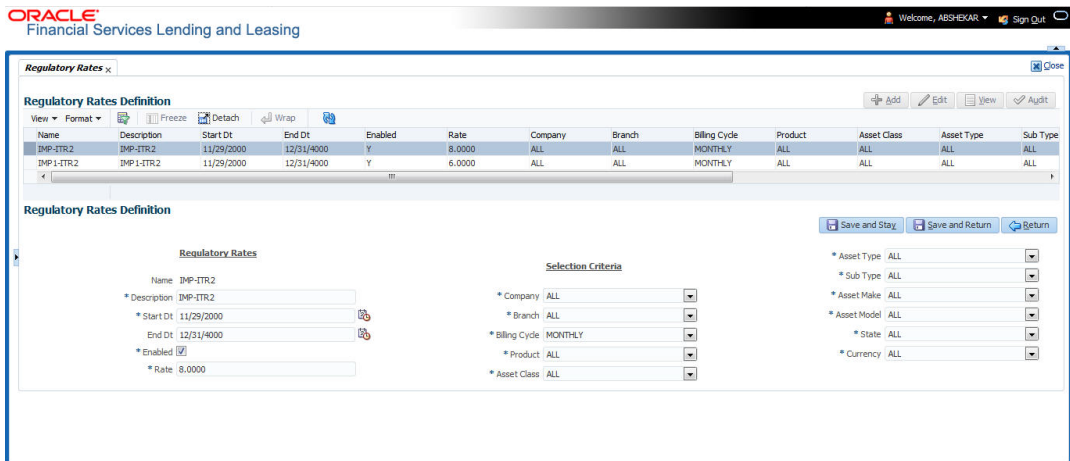 ORACLE®
Financial Services Lending and Leasing
Welcome, ABSHEKAR Sign Out
Regulatory Rates x
Close
Regulatory Rates Definition
Add Edit View Audit
View Format Freeze Detach Wrap
Name Description Start Dt End Dt Enabled Rate Company Branch Billing Cycle Product Asset Class Asset Type Sub Type
IMP-ITR2 IMP-ITR2 11/29/2000 12/31/4000 Y 8.0000 ALL ALL MONTHLY ALL ALL ALL ALL
IMP1-ITR2 IMP1-ITR2 11/29/2000 12/31/4000 Y 6.0000 ALL ALL MONTHLY ALL ALL ALL ALL
Regulatory Rates Definition
Save and Stay Save and Return Return
Regulatory Rates
Name IMP-ITR2
* Description IMP-ITR2
* Start Dt 11/29/2000
End Dt 12/31/4000
* Enabled
* Rate 8.0000
Selection Criteria
* Company ALL
* Branch ALL
* Billing Cycle MONTHLY
* Product ALL
* Asset Class ALL
* Asset Type ALL
* Sub Type ALL
* Asset Make ALL
* Asset Model ALL
* State ALL
* Currency ALL